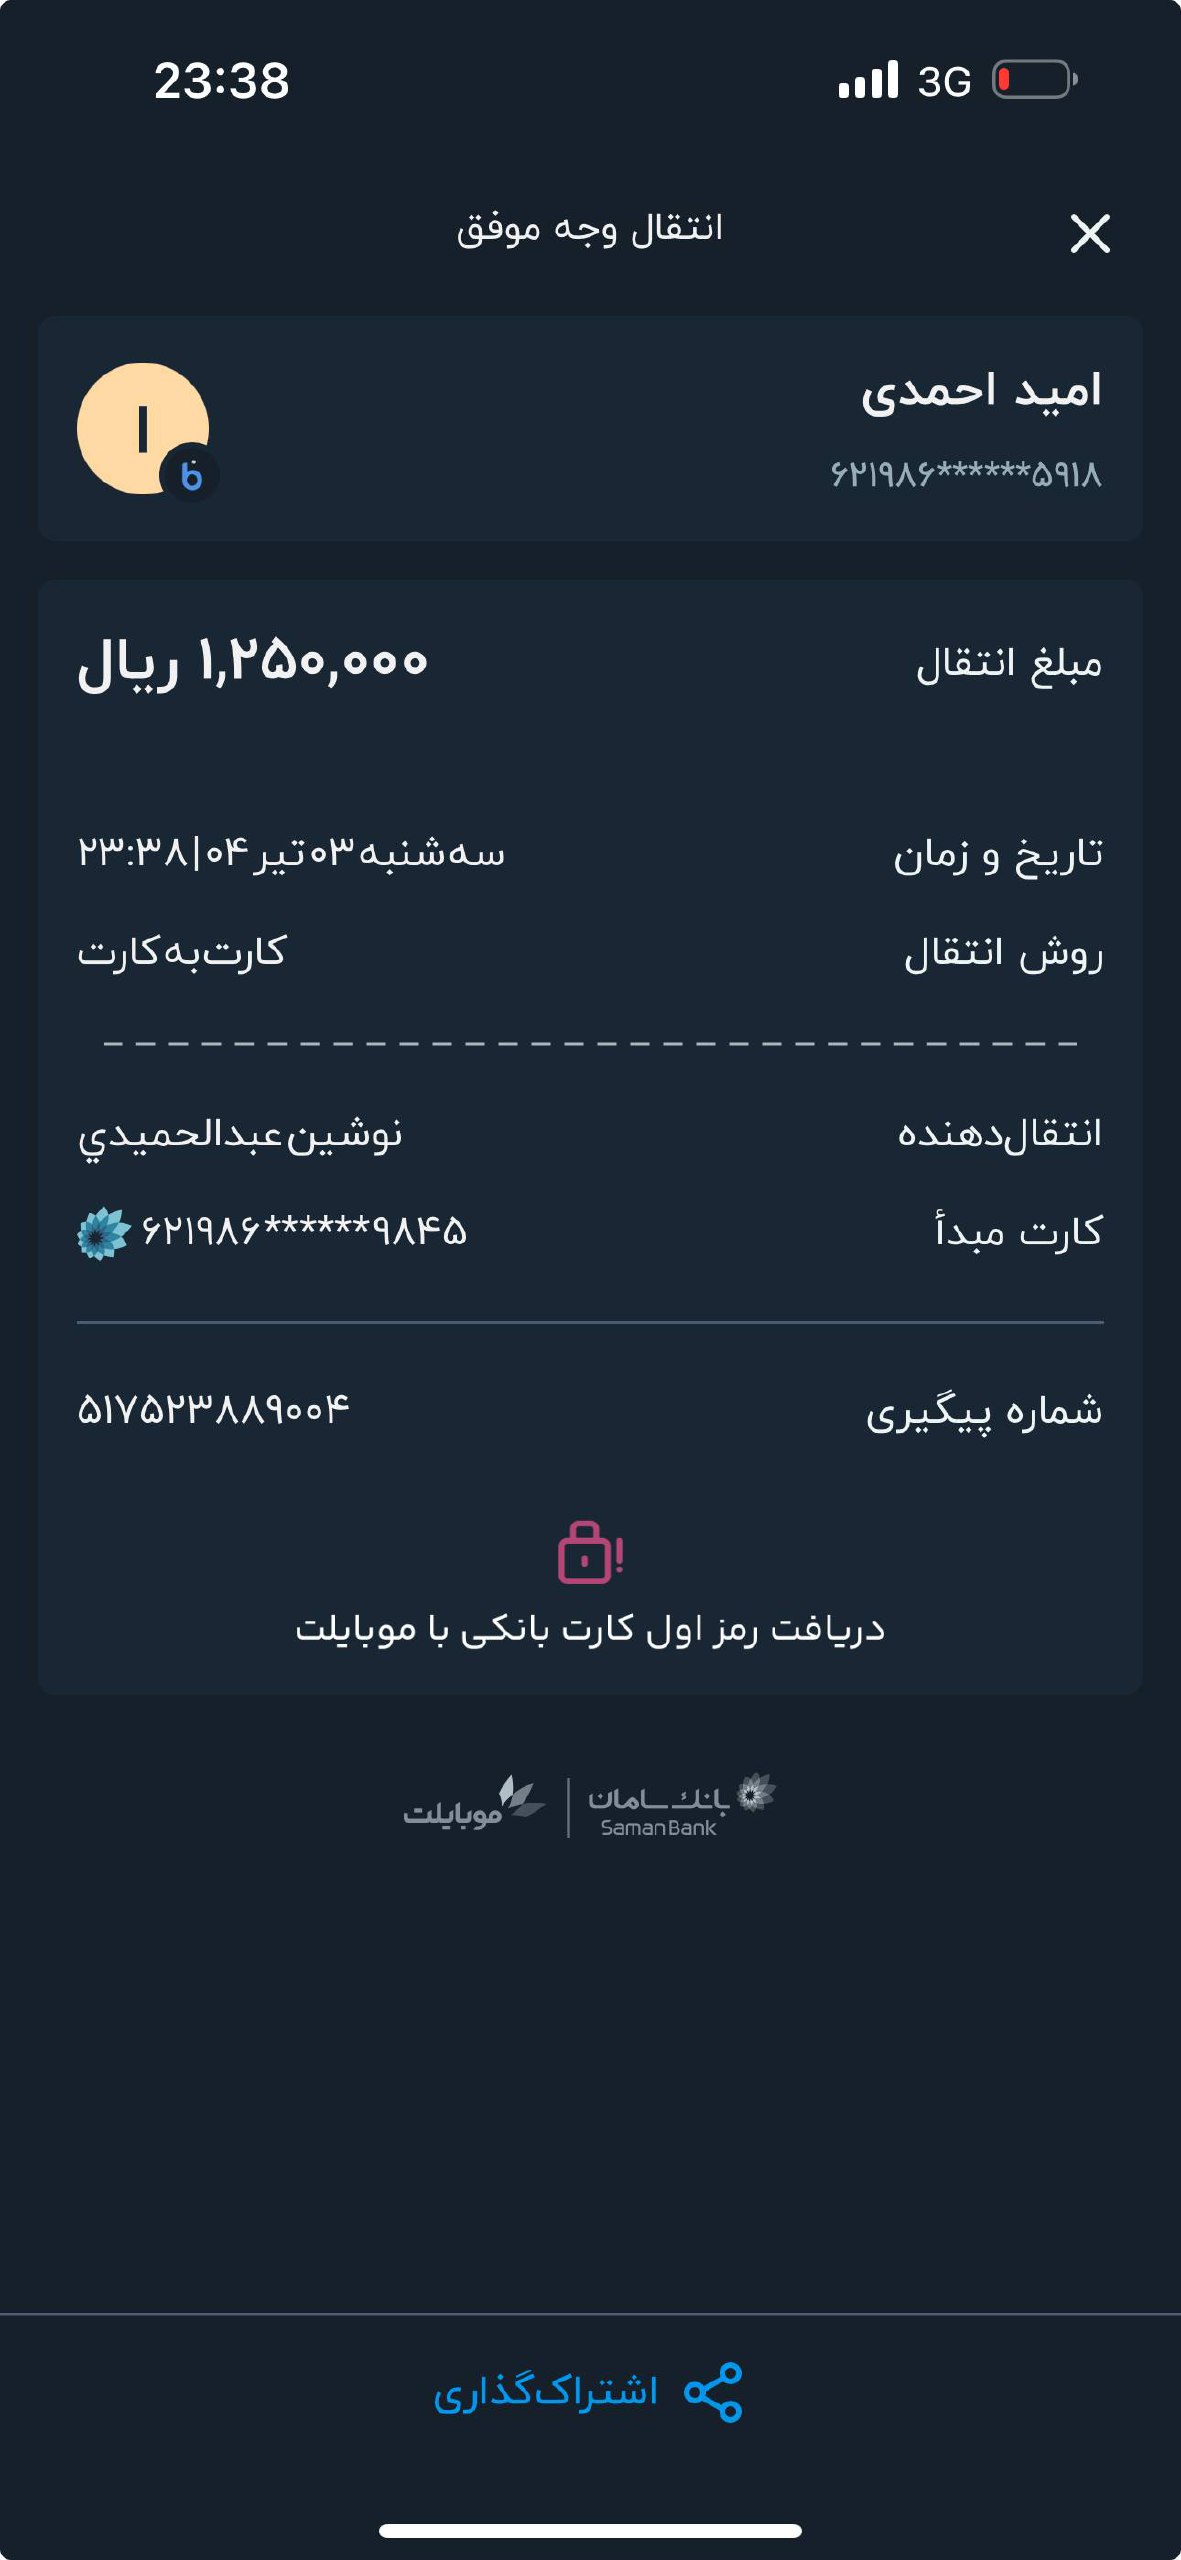 23:38 3G
انتقال وجه موفق
امید احمدی
۶۲۱۹۸۶******۵۹۱۸
ا
مبلغ انتقال ۱,۲۵۰,۰۰۰ ریال
تاریخ و زمان سه‌شنبه ۰۳ تیر ۰۴ | ۲۳:۳۸
روش انتقال کارت‌به‌کارت
انتقال‌دهنده نوشین عبدالحمیدي
کارت مبدأ ۶۲۱۹۸۶******۹۸۴۵
شماره پیگیری ۵۱۷۵۲۳۸۸۹۰۰۴
دریافت رمز اول کارت بانکی با موبایلت
بانک سامان | موبایلت
Saman Bank
اشتراک‌گذاری